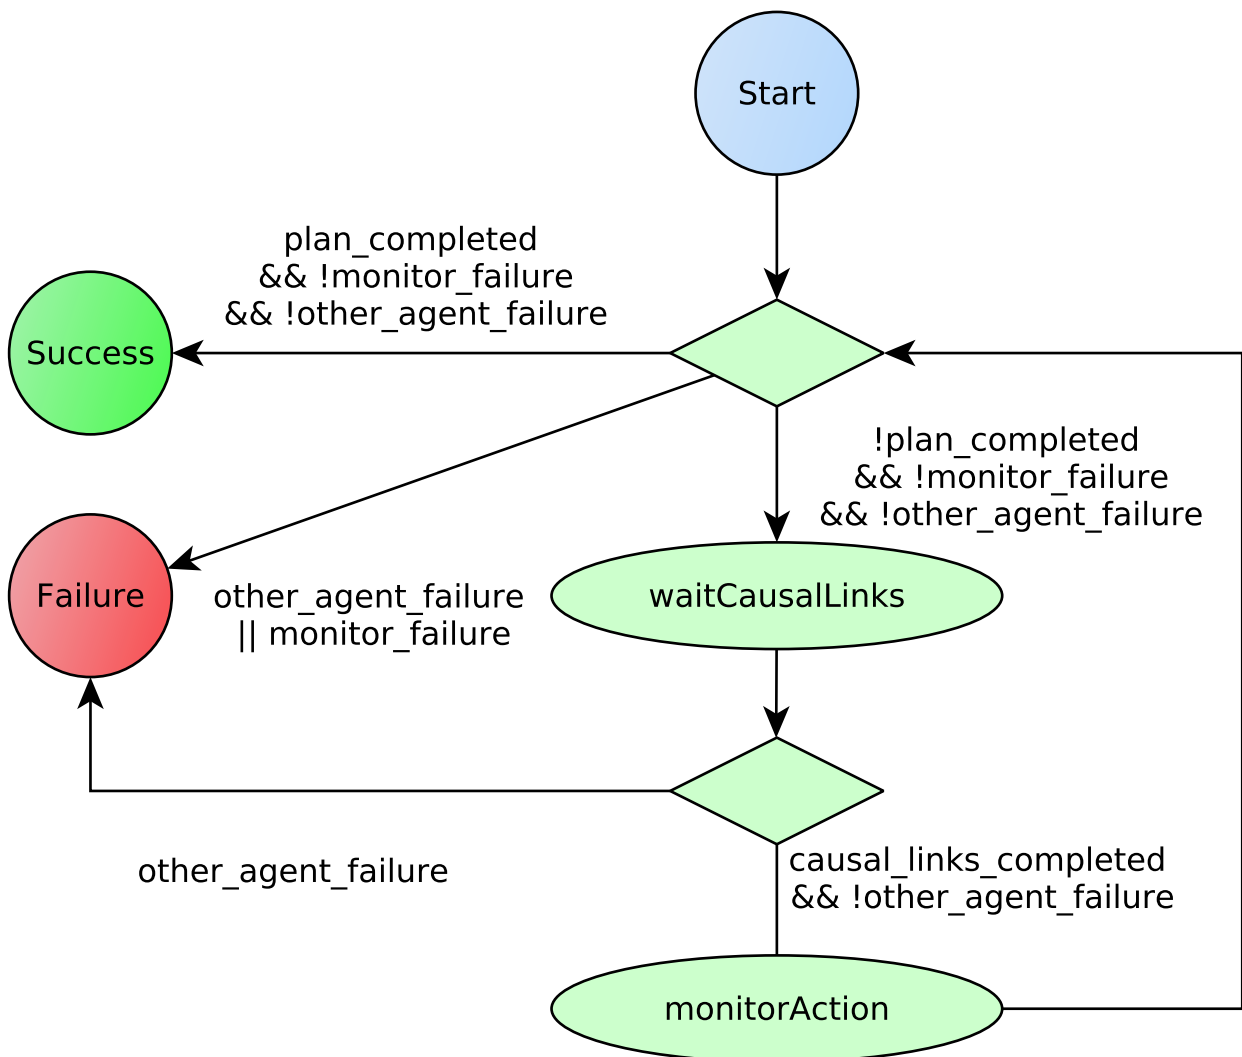 Start
plan_completed
&& !monitor_failure
&& !other_agent_failure
Success
!plan_completed
&& !monitor_failure
&& !other_agent_failure
Failure
other_agent_failure
|| monitor_failure
waitCausalLinks
other_agent_failure
causal_links_completed
&& !other_agent_failure
monitorAction